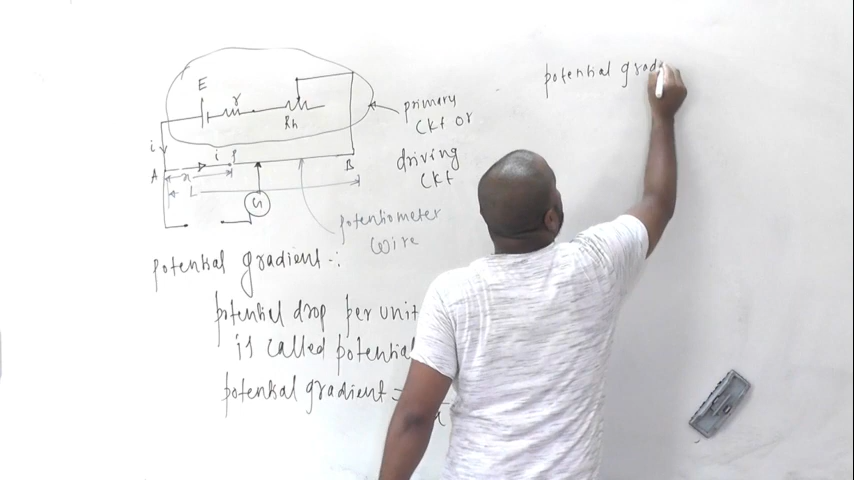 E
r
Rh
i
i
P
A
x
B
L
G
primary
Ckt or
driving
Ckt
potentiometer
wire
potential gradient :
potential drop per unit
is called potential
potential gradient =
x
potential grad